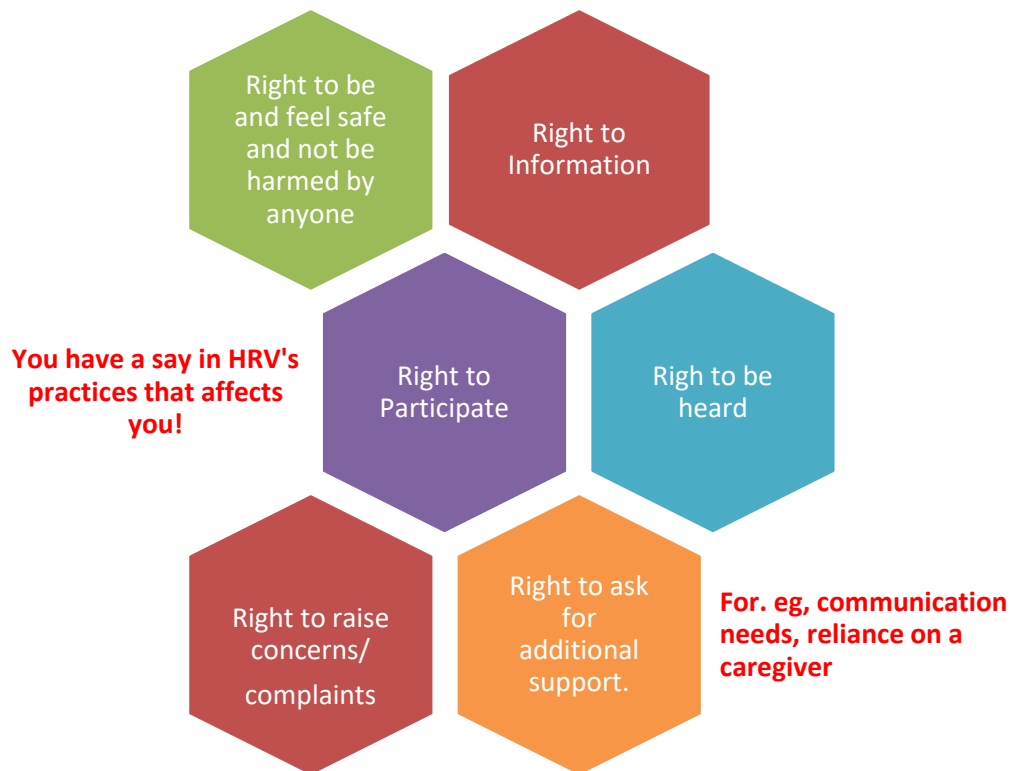 Right to be
and feel safe
and not be
harmed by
anyone
Right to
Information
You have a say in HRV's
practices that affects
you!
Right to
Participate
Righ to be
heard
Right to raise
concerns/
complaints
Right to ask
for
additional
support.
For. eg, communication
needs, reliance on a
caregiver